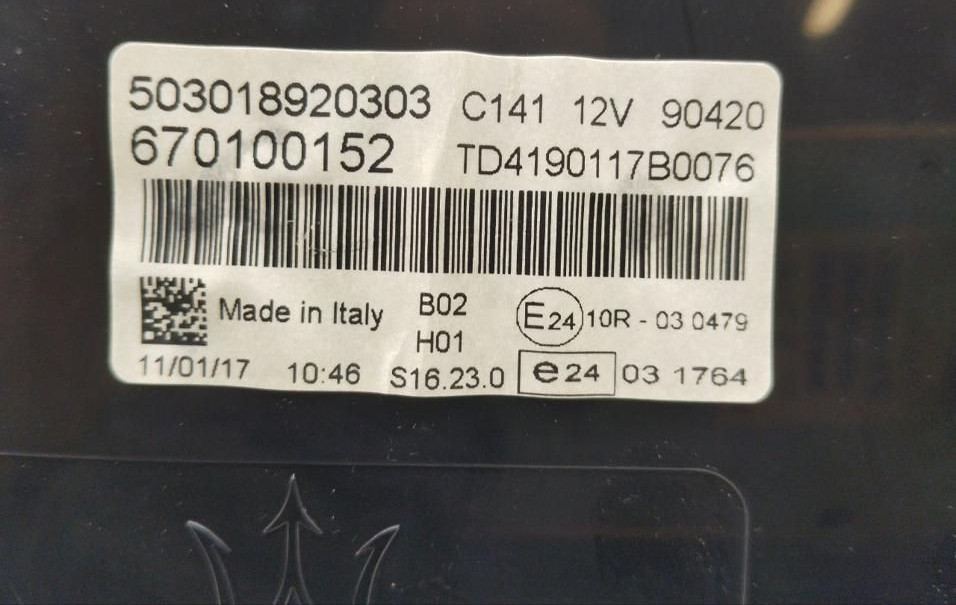 503018920303 C141 12V 90420
670100152 TD4190117B0076
Made in Italy B02 E24 10R - 03 0479
H01
11/01/17 10:46 S16.23.0 e24 03 1764